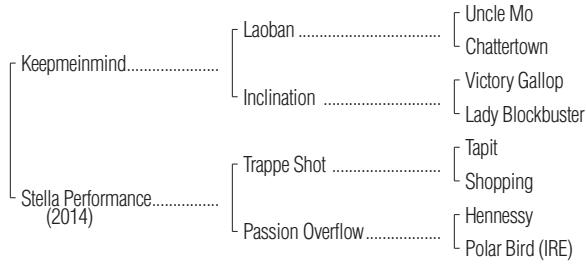 Uncle Mo
Laoban ................................
Chattertown
Keepmeinmind.....................
Victory Gallop
Inclination ...........................
Lady Blockbuster
Tapit
Trappe Shot .........................
Shopping
Stella Performance...............
(2014)
Hennessy
Passion Overflow.................
Polar Bird (IRE)